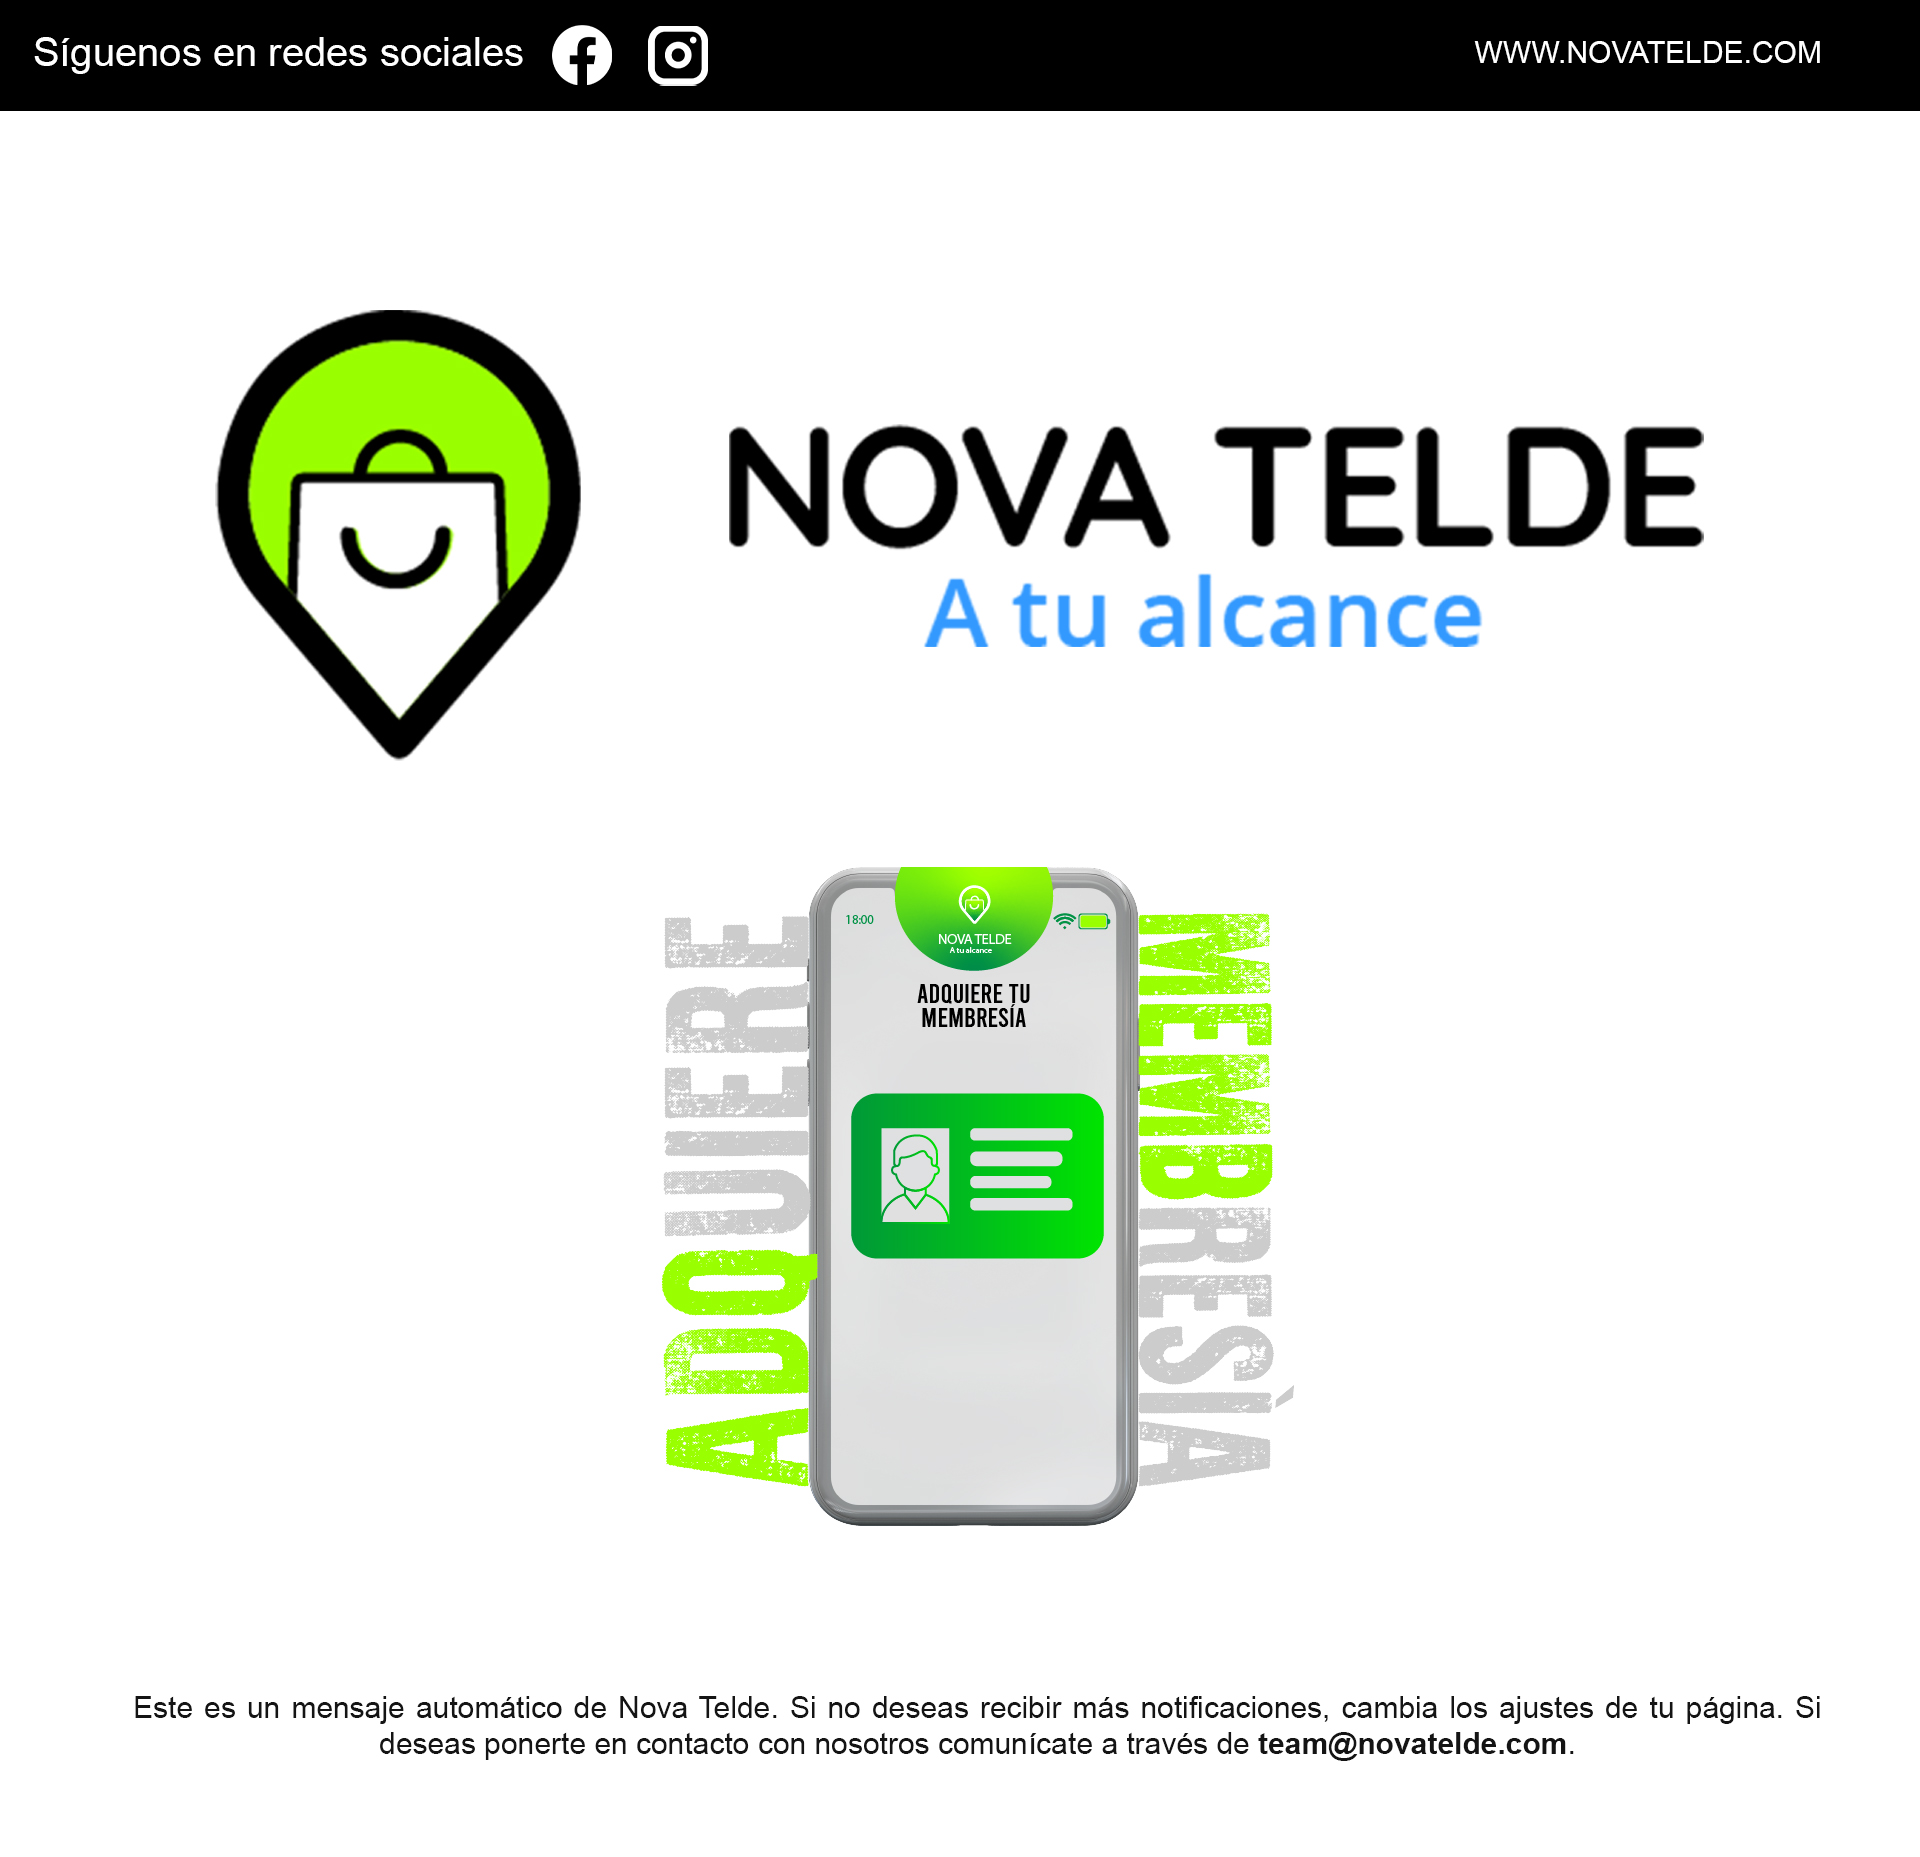 Síguenos en redes sociales
WWW.NOVATELDE.COM
NOVA TELDE
A tu alcance
ADQUIERE
18:00
NOVA TELDE
A tu alcance
ADQUIERE TU
MEMBRESÍA
MEMBRESÍA
Este es un mensaje automático de Nova Telde. Si no deseas recibir más notificaciones, cambia los ajustes de tu página. Si
deseas ponerte en contacto con nosotros comunícate a través de team@novatelde.com.